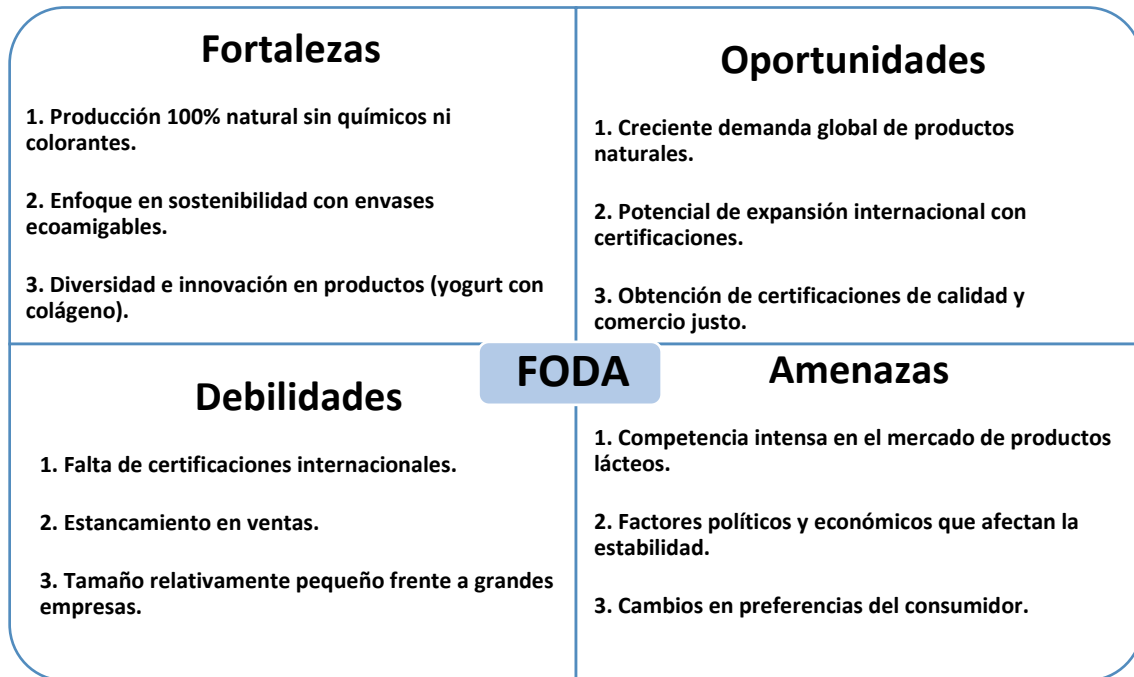 Fortalezas
1. Producción 100% natural sin químicos ni
colorantes.
2. Enfoque en sostenibilidad con envases
ecoamigables.
3. Diversidad e innovación en productos (yogurt con
colágeno).
Oportunidades
1. Creciente demanda global de productos
naturales.
2. Potencial de expansión internacional con
certificaciones.
3. Obtención de certificaciones de calidad y
comercio justo.
FODA
Debilidades
1. Falta de certificaciones internacionales.
2. Estancamiento en ventas.
3. Tamaño relativamente pequeño frente a grandes
empresas.
Amenazas
1. Competencia intensa en el mercado de productos
lácteos.
2. Factores políticos y económicos que afectan la
estabilidad.
3. Cambios en preferencias del consumidor.